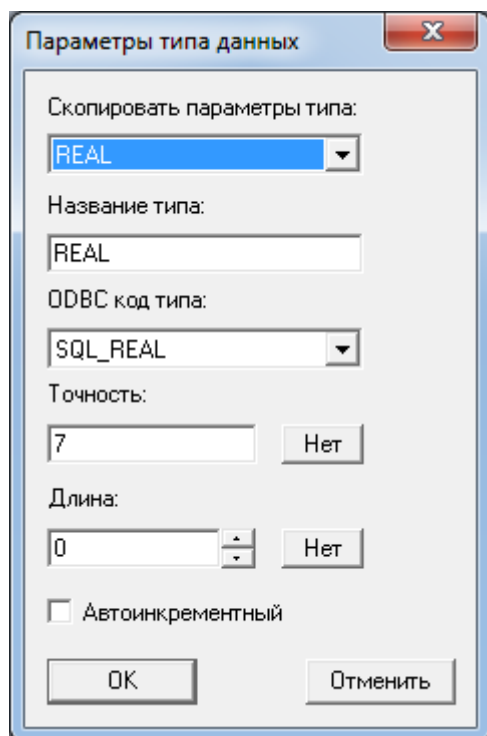 Параметры типа данных
Скопировать параметры типа:
REAL
Название типа:
REAL
ODBC код типа:
SQL_REAL
Точность:
7 Нет
Длина:
0 Нет
Автоинкрементный
OK Отменить